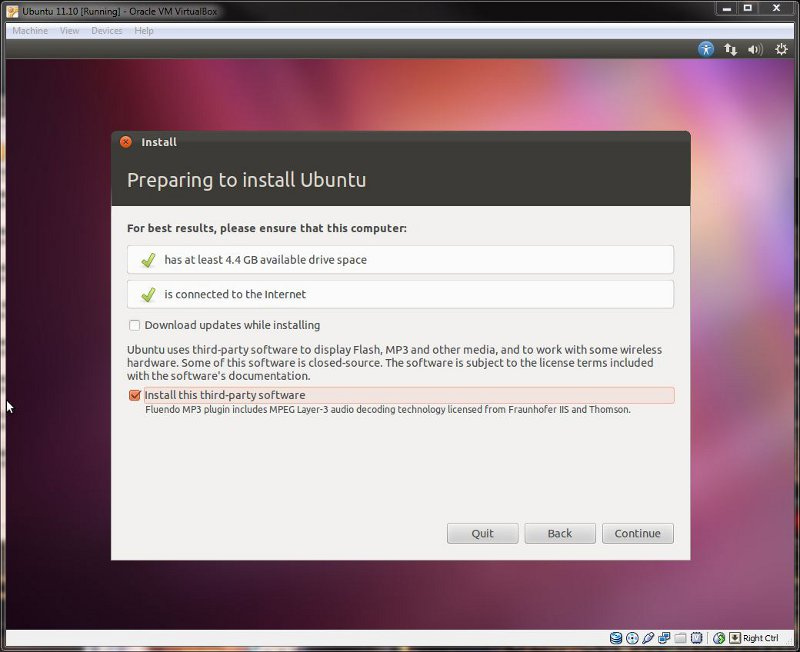 Ubuntu 11.10 [Running] - Oracle VM VirtualBox
Machine View Devices Help
Install
Preparing to install Ubuntu
For best results, please ensure that this computer:
has at least 4.4 GB available drive space
is connected to the Internet
Download updates while installing
Ubuntu uses third-party software to display Flash, MP3 and other media, and to work with some wireless
hardware. Some of this software is closed-source. The software is subject to the license terms included
with the software's documentation.
Install this third-party software
Fluendo MP3 plugin includes MPEG Layer-3 audio decoding technology licensed from Fraunhofer IIS and Thomson.
Quit Back Continue
Right Ctrl